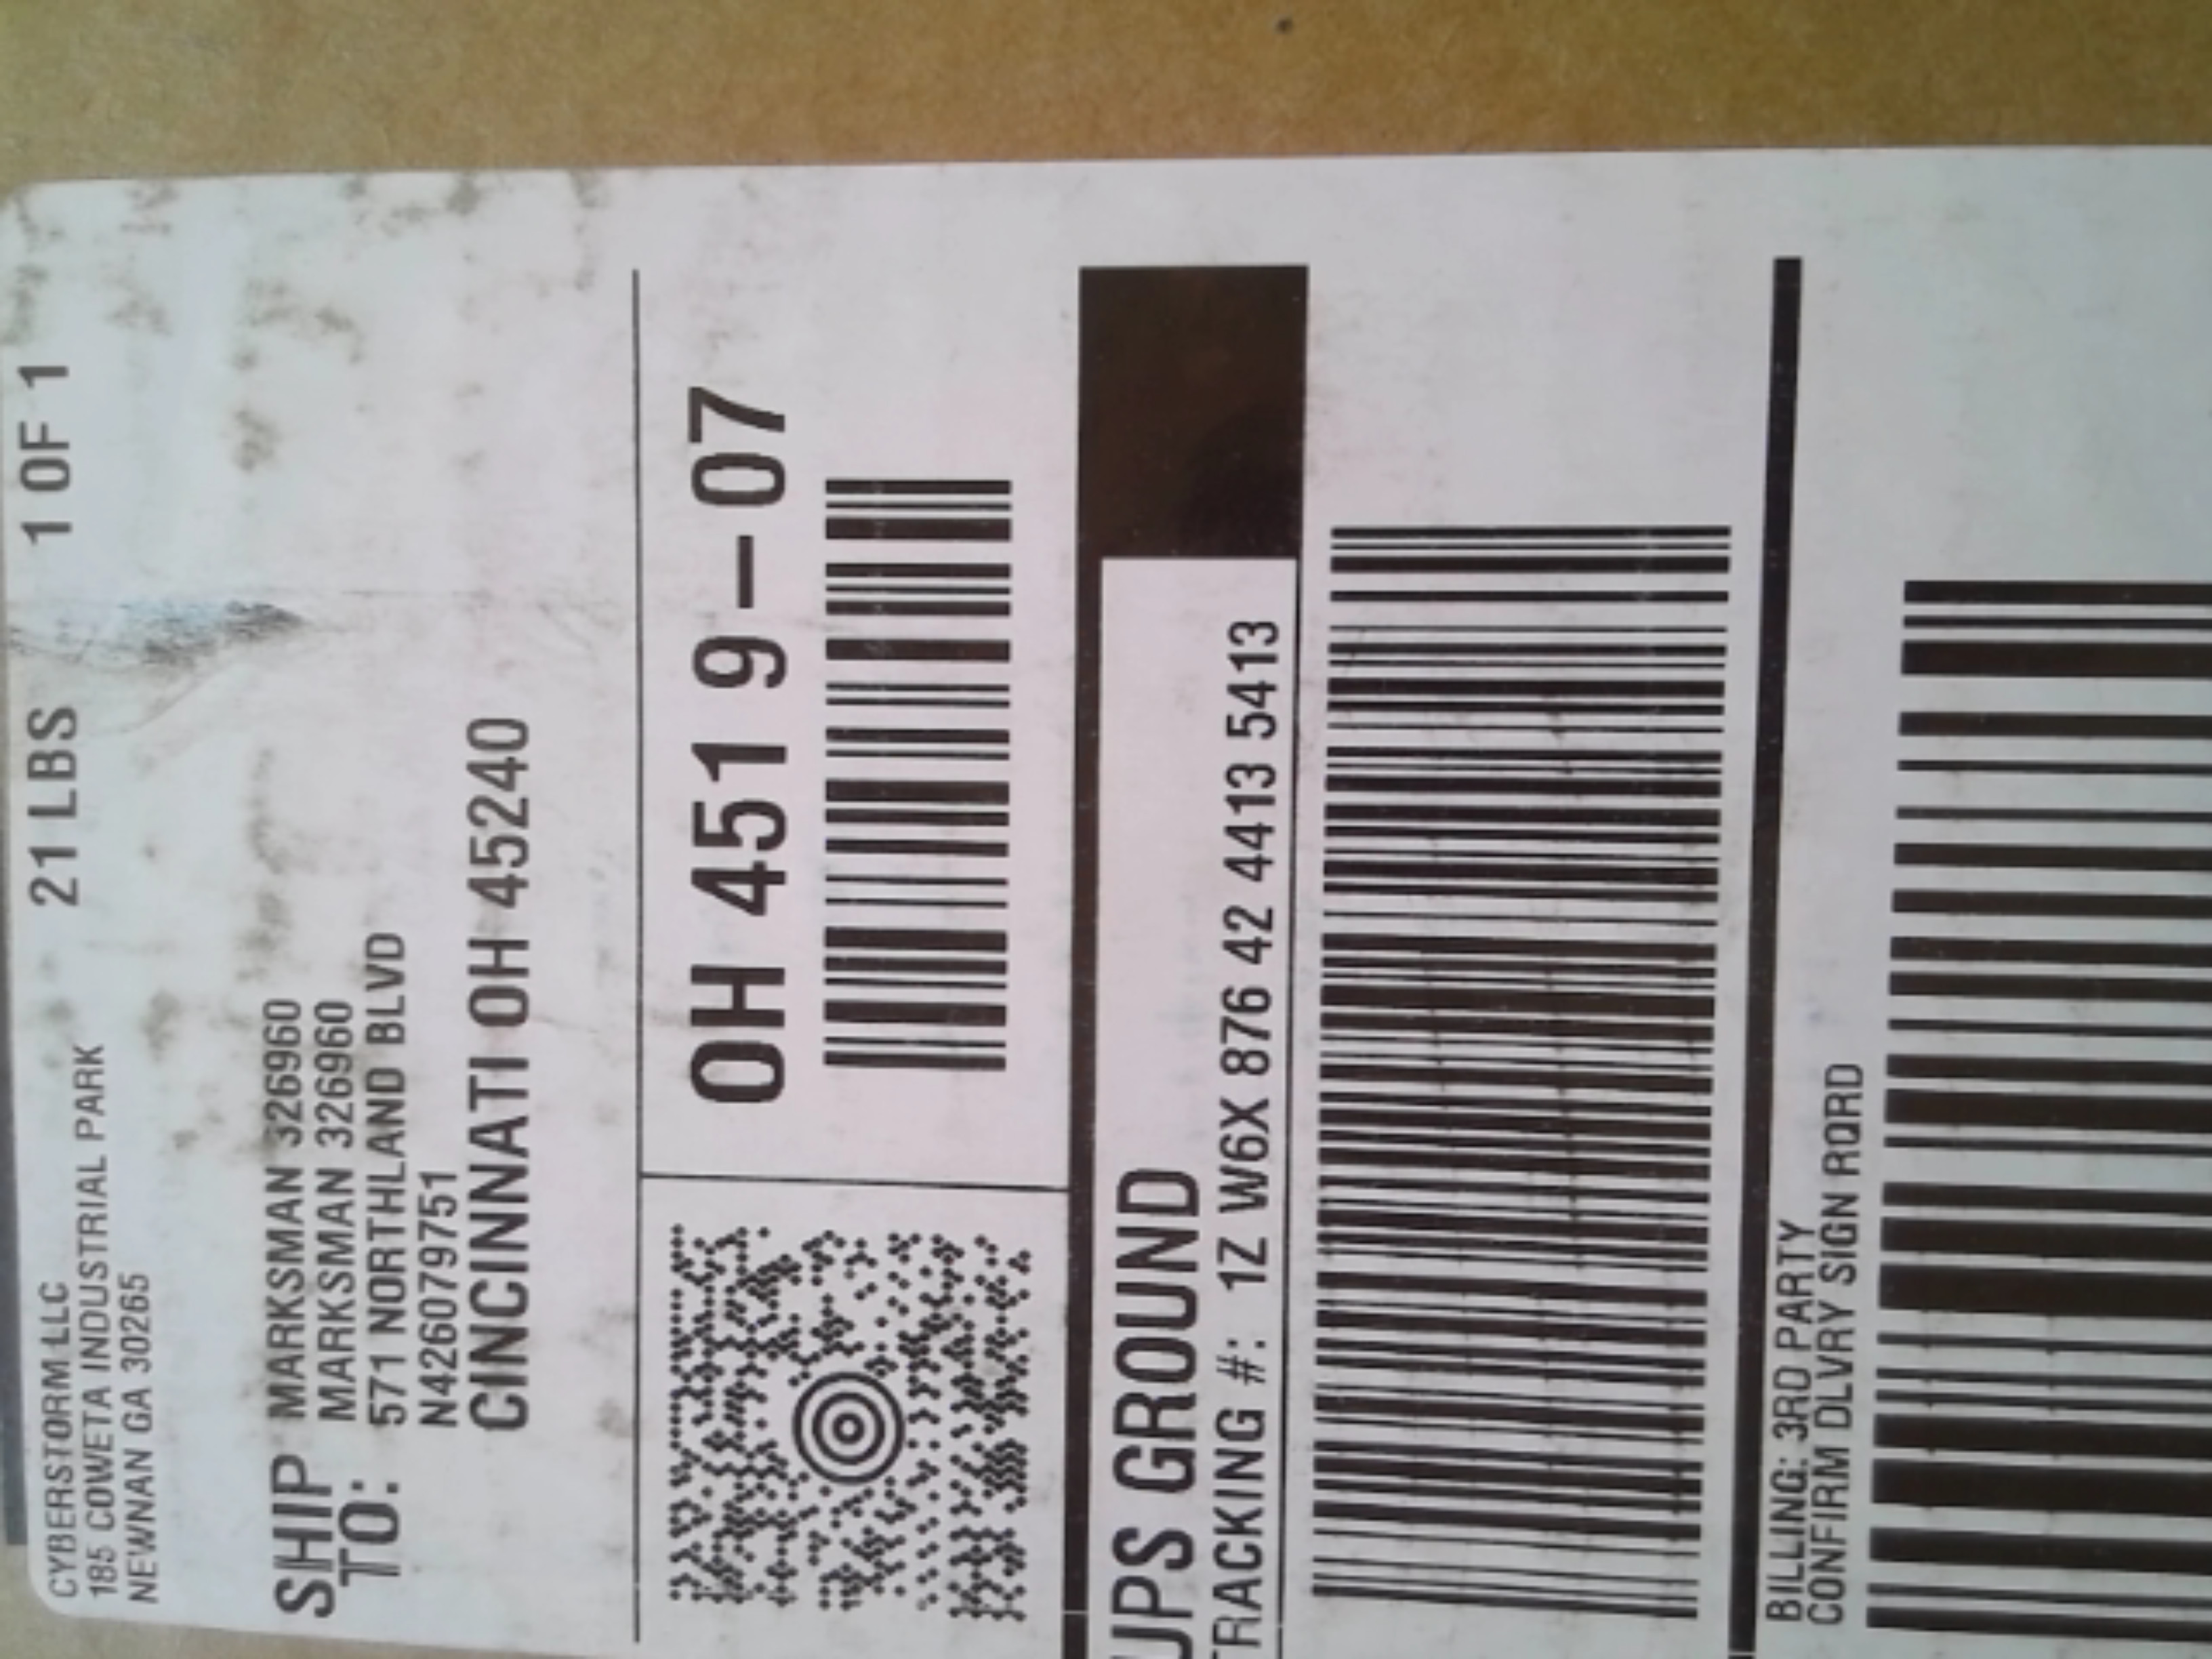 CYBERSTORM LLC
185 COWETA INDUSTRIAL PARK
NEWNAN GA 30265
21 LBS 1 OF 1
SHIP TO:
MARKSMAN 326960
MARKSMAN 326960
571 NORTHLAND BLVD
N426079751
CINCINNATI OH 45240
OH 451 9-07
UPS GROUND
TRACKING #: 1Z W6X 876 42 4413 5413
BILLING: 3RD PARTY
CONFIRM DLVRY SIGN RQRD